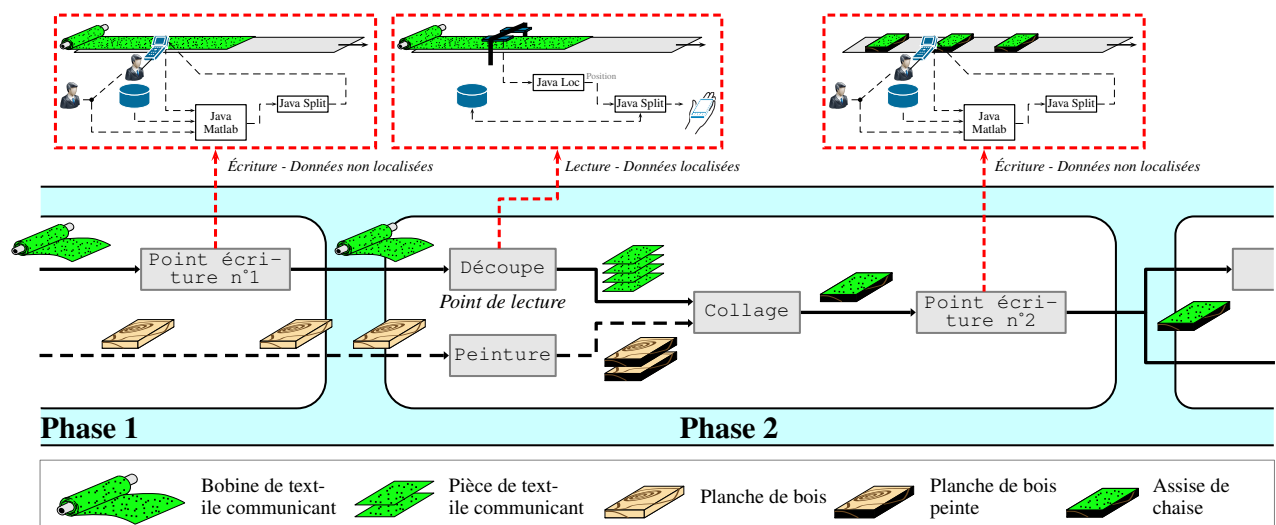 Java
Matlab
Java Split
Java Loc
Position
Java Split
Java
Matlab
Java Split
Écriture - Données non localisées
Lecture - Données localisées
Écriture - Données non localisées
Point écri-
ture n°1
Découpe
Point de lecture
Peinture
Collage
Point écri-
ture n°2
Phase 1
Phase 2
Bobine de text-
ile communicant
Pièce de text-
ile communicant
Planche de bois
Planche de bois
peinte
Assise de
chaise